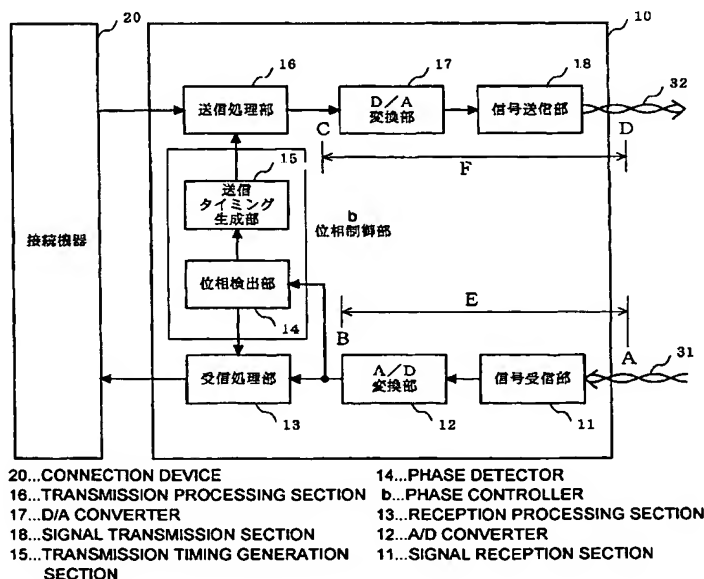 20
10
16
17
18
32
送信処理部
D／A
変換部
信号送信部
C
D
F
15
送信
タイミング
生成部
b
位相制御部
接続機器
位相検出部
14
E
B
A
31
受信処理部
A／D
変換部
信号受信部
13
12
11
20...CONNECTION DEVICE
16...TRANSMISSION PROCESSING SECTION
17...D/A CONVERTER
18...SIGNAL TRANSMISSION SECTION
15...TRANSMISSION TIMING GENERATION
SECTION
14...PHASE DETECTOR
b...PHASE CONTROLLER
13...RECEPTION PROCESSING SECTION
12...A/D CONVERTER
11...SIGNAL RECEPTION SECTION